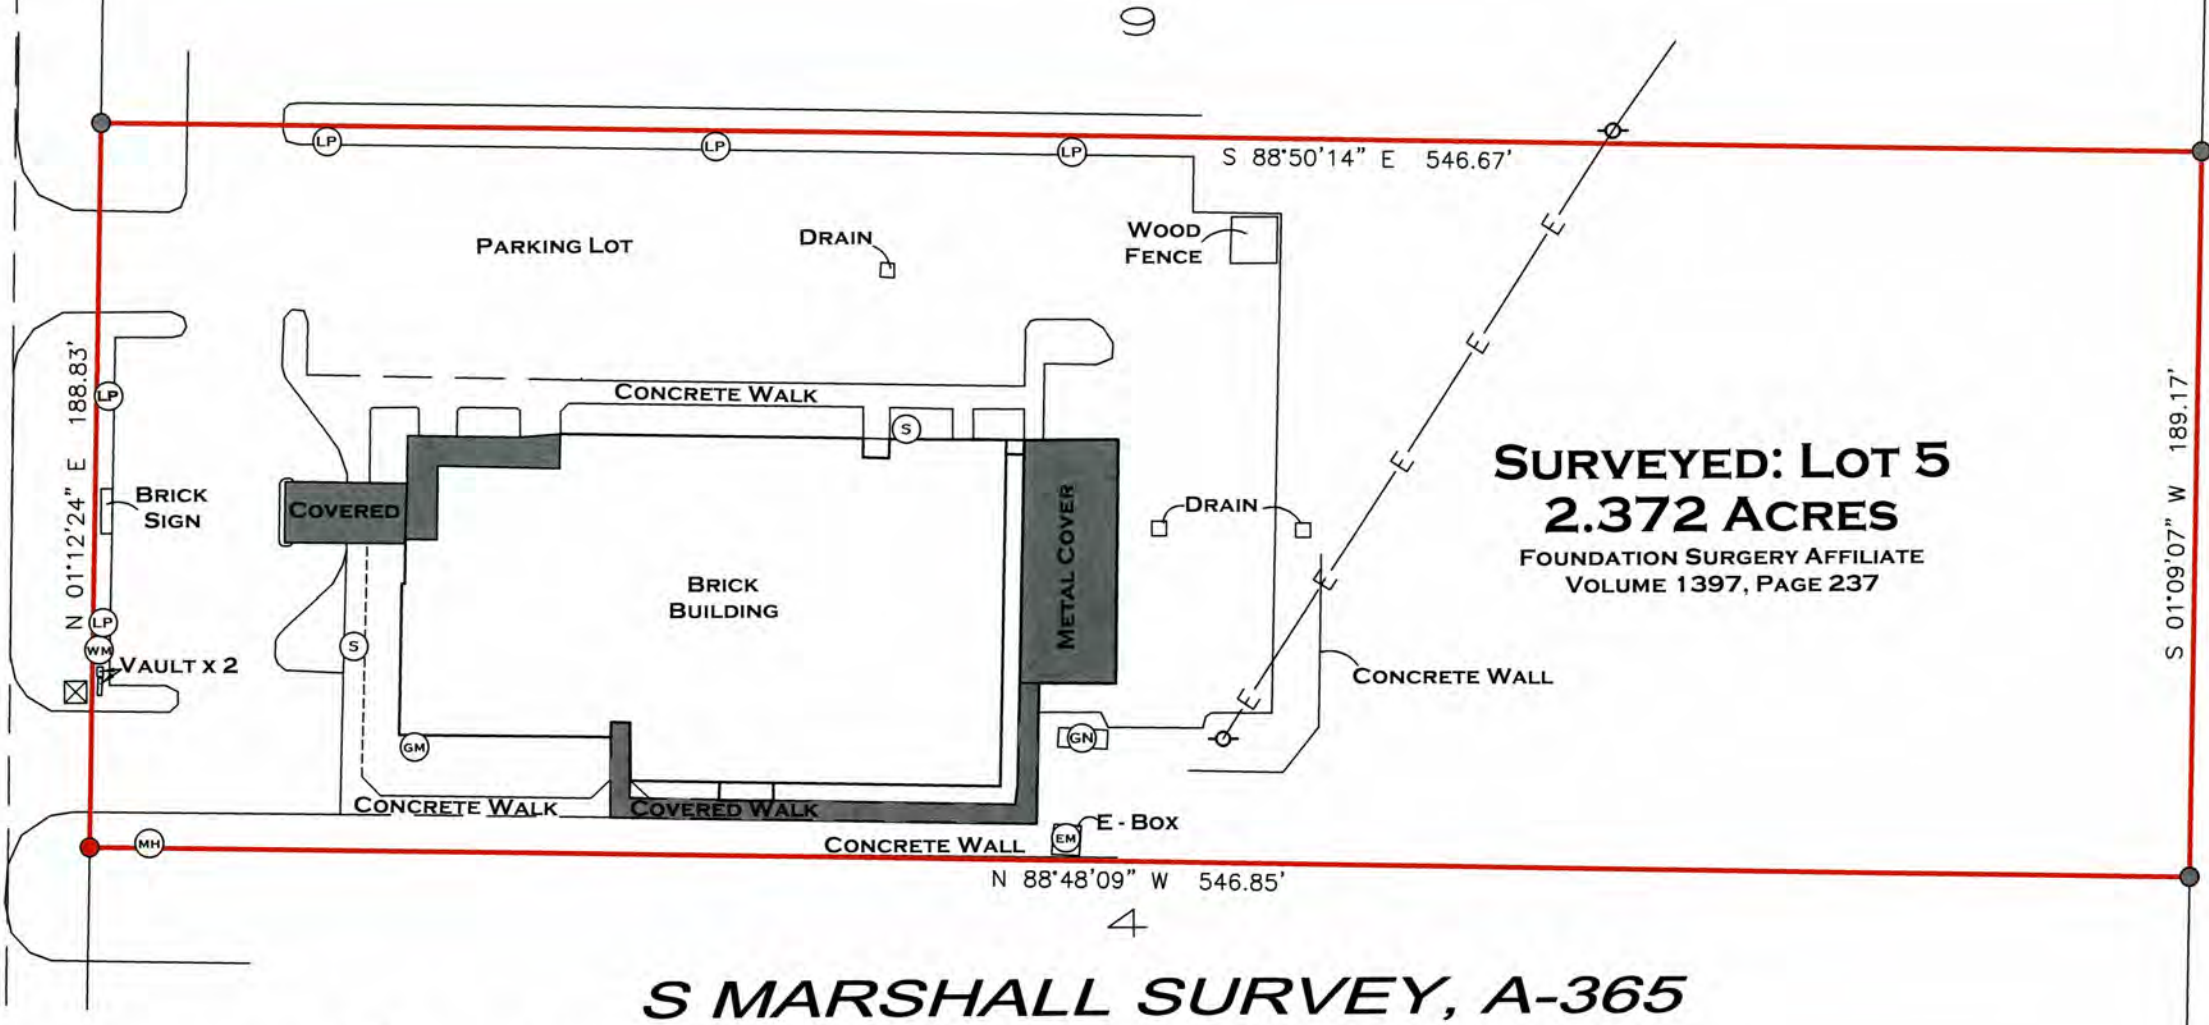 6
LP
LP
LP
S 88°50'14" E 546.67'
WOOD
FENCE
PARKING LOT
DRAIN
E
E
E
E
E
N 01°12'24" E 188.83'
LP
CONCRETE WALK
S
BRICK
SIGN
COVERED
METAL COVER
DRAIN
SURVEYED: LOT 5
2.372 ACRES
FOUNDATION SURGERY AFFILIATE
VOLUME 1397, PAGE 237
S 01°09'07" W 189.17'
BRICK
BUILDING
LP
WM
VAULT X 2
S
CONCRETE WALL
GM
GN
CONCRETE WALK
COVERED WALK
E - BOX
EM
MH
CONCRETE WALL
N 88°48'09" W 546.85'
4
S MARSHALL SURVEY, A-365